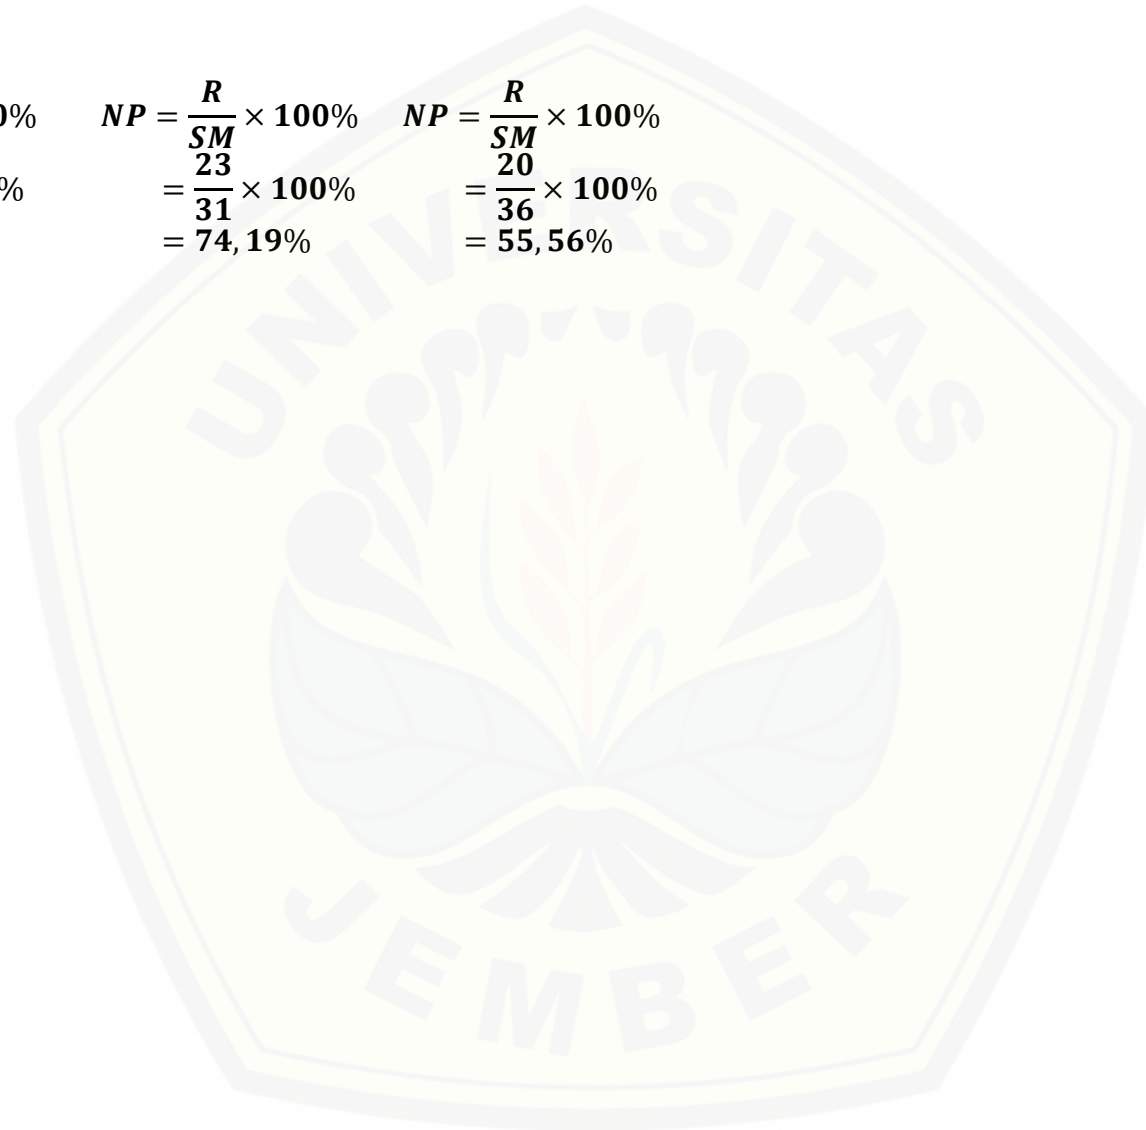 0% NP = R/SM × 100% NP = R/SM × 100%
% = 23/31 × 100% = 20/36 × 100%
= 74,19% = 55,56%
UNIVERSITAS
JEMBER